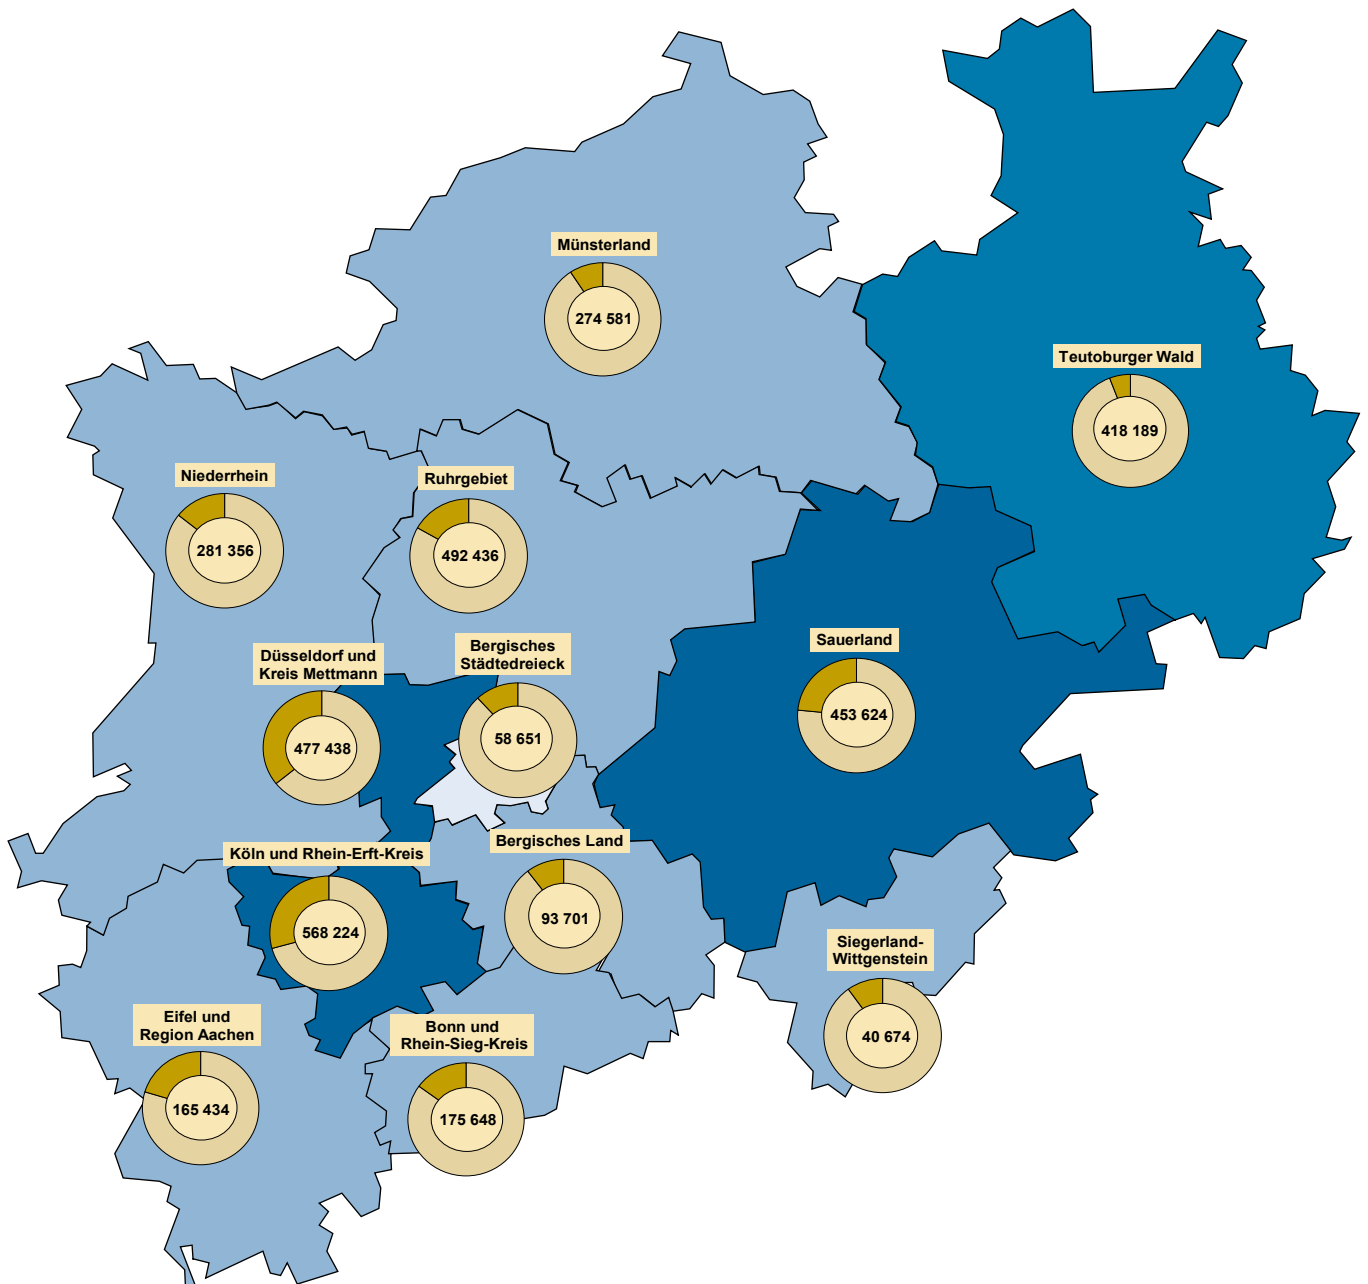 Münsterland
274 581
Teutoburger Wald
418 189
Niederrhein
281 356
Ruhrgebiet
492 436
Düsseldorf und
Kreis Mettmann
477 438
Bergisches
Städtedreieck
58 651
Sauerland
453 624
Köln und Rhein-Erft-Kreis
568 224
Bergisches Land
93 701
Siegerland-
Wittgenstein
40 674
Eifel und
Region Aachen
165 434
Bonn und
Rhein-Sieg-Kreis
175 648